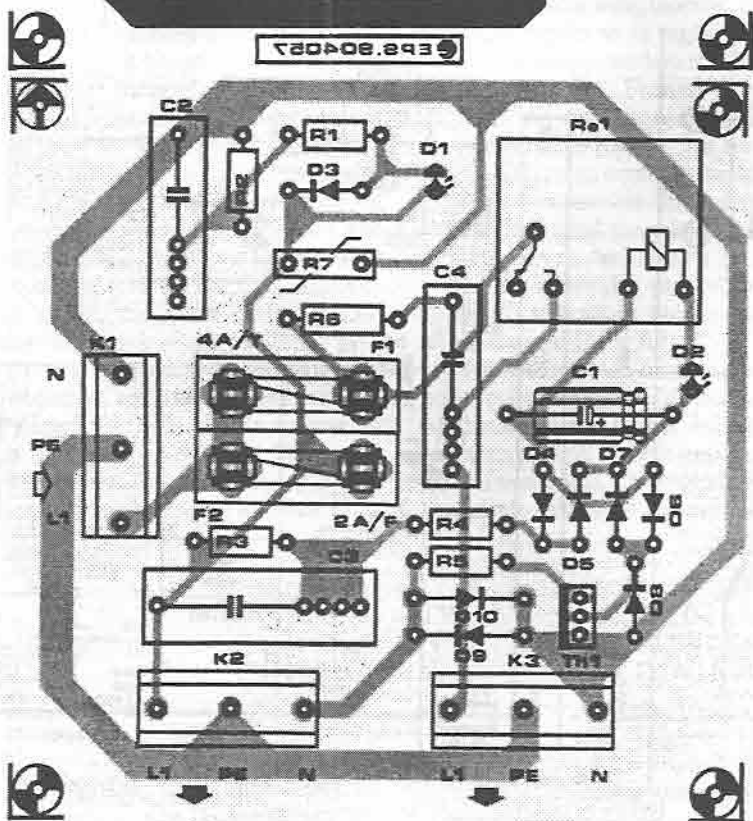 EPS.904057
C2
R1
Re1
D1
D3
R2
R7
C4
R6
4A/T
F1
K1
N
D2
C1
PE
D4 D7
L1
F2
2A/F
R4
D6
R3
C3
R5
D5
D8
D10
D9
K2
K3
Th1
L1 PE N
L1 PE N